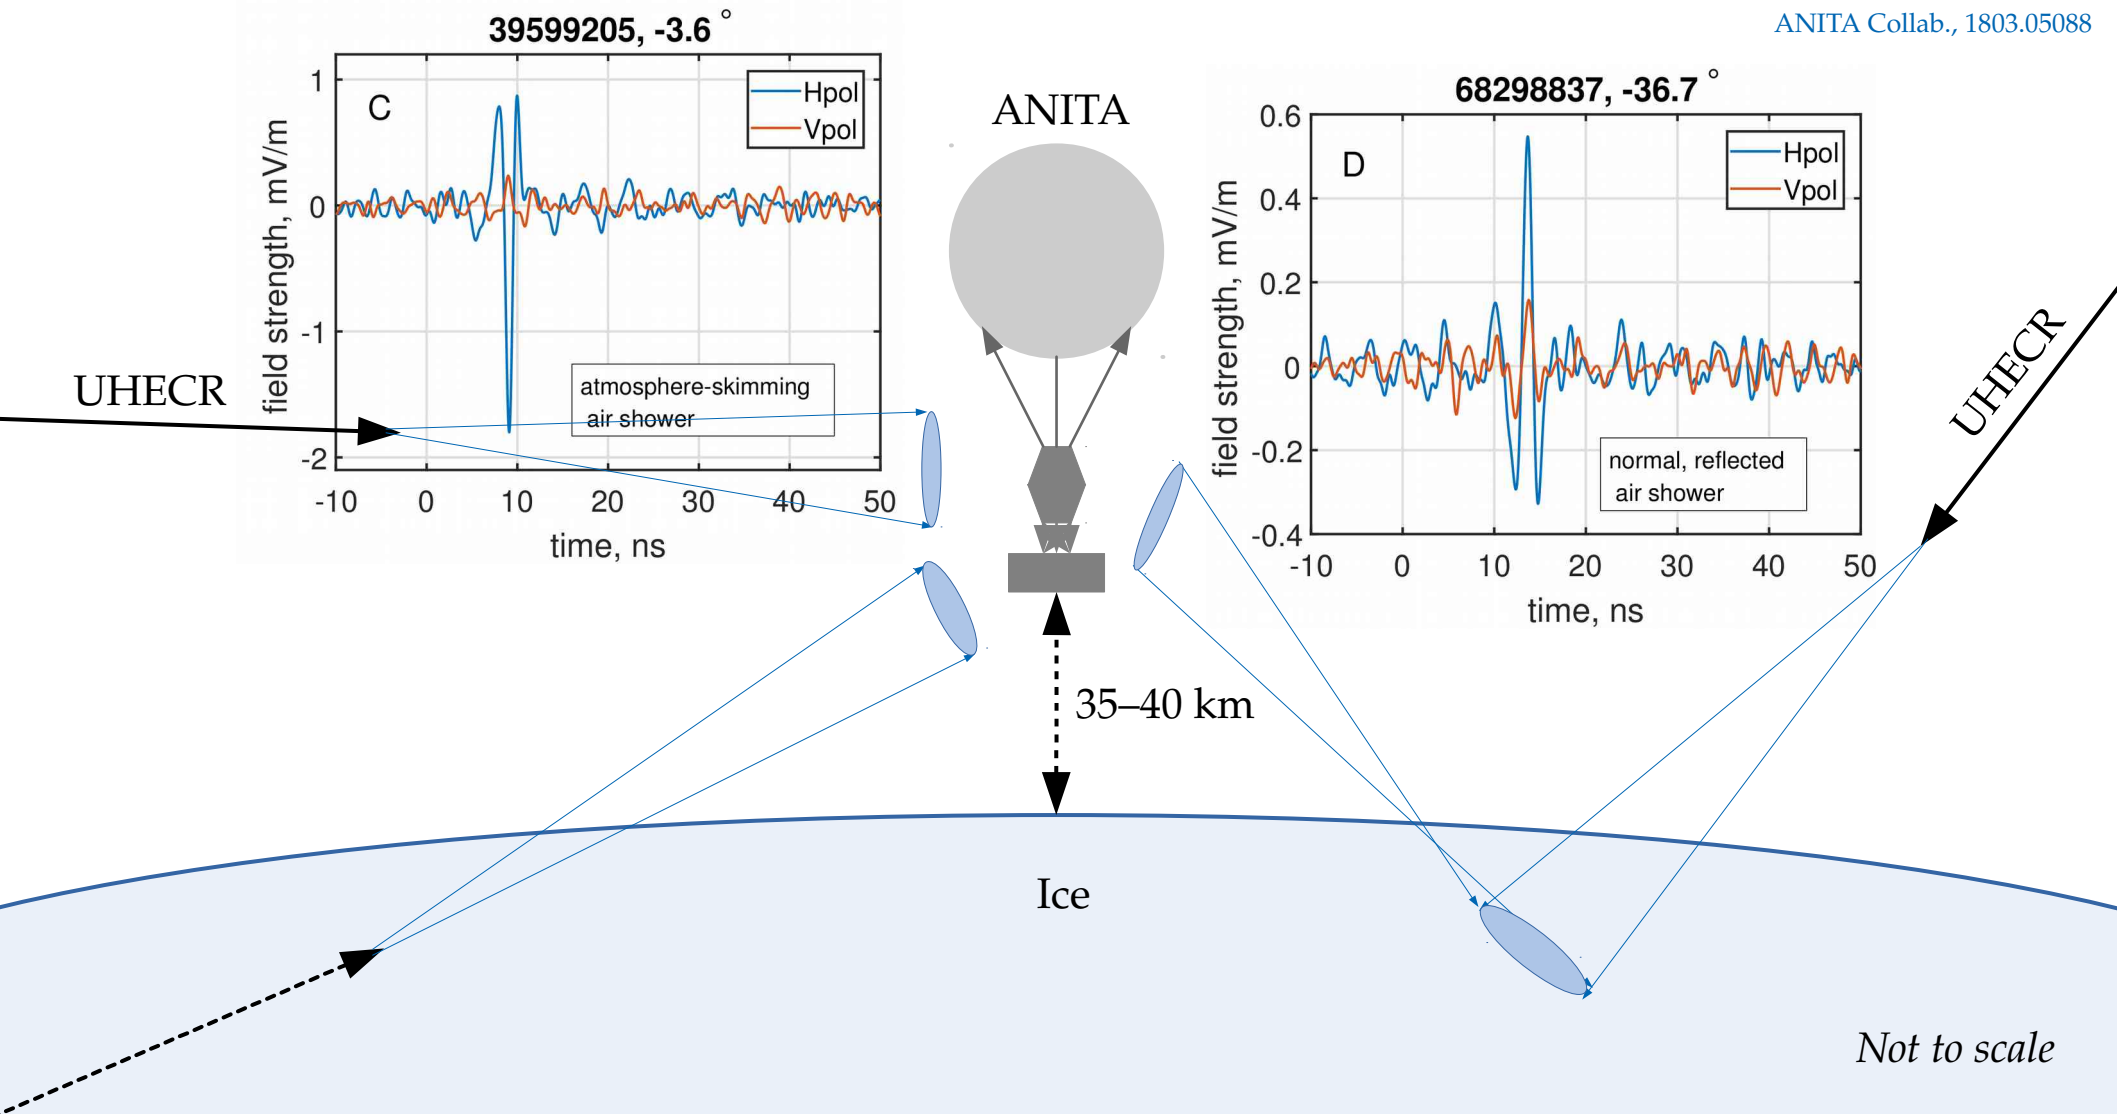 ANITA Collab., 1803.05088
39599205, -3.6 °
C
Hpol
Vpol
1
0
-1
-2
field strength, mV/m
atmosphere-skimming
air shower
-10 0 10 20 30 40 50
time, ns
UHECR
ANITA
68298837, -36.7 °
D
Hpol
Vpol
0.6
0.4
0.2
0
-0.2
-0.4
field strength, mV/m
normal, reflected
air shower
-10 0 10 20 30 40 50
time, ns
UHECR
35–40 km
Ice
Not to scale